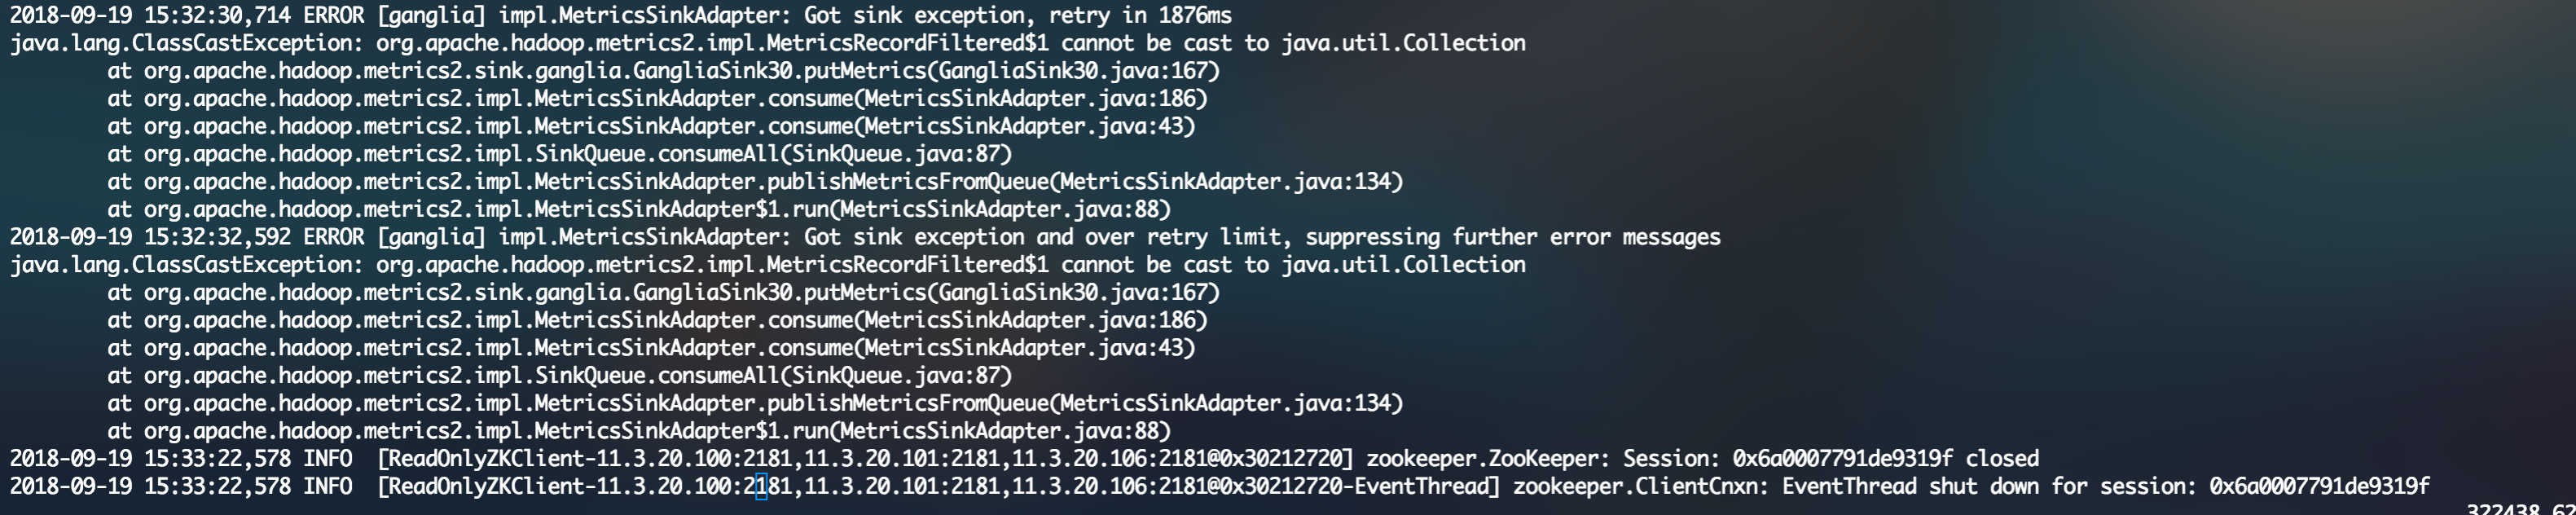 2018-09-19 15:32:30,714 ERROR [ganglia] impl.MetricsSinkAdapter: Got sink exception, retry in 1876ms
java.lang.ClassCastException: org.apache.hadoop.metrics2.impl.MetricsRecordFiltered$1 cannot be cast to java.util.Collection
at org.apache.hadoop.metrics2.sink.ganglia.GangliaSink30.putMetrics(GangliaSink30.java:167)
at org.apache.hadoop.metrics2.impl.MetricsSinkAdapter.consume(MetricsSinkAdapter.java:186)
at org.apache.hadoop.metrics2.impl.MetricsSinkAdapter.consume(MetricsSinkAdapter.java:43)
at org.apache.hadoop.metrics2.impl.SinkQueue.consumeAll(SinkQueue.java:87)
at org.apache.hadoop.metrics2.impl.MetricsSinkAdapter.publishMetricsFromQueue(MetricsSinkAdapter.java:134)
at org.apache.hadoop.metrics2.impl.MetricsSinkAdapter$1.run(MetricsSinkAdapter.java:88)
2018-09-19 15:32:32,592 ERROR [ganglia] impl.MetricsSinkAdapter: Got sink exception and over retry limit, suppressing further error messages
java.lang.ClassCastException: org.apache.hadoop.metrics2.impl.MetricsRecordFiltered$1 cannot be cast to java.util.Collection
at org.apache.hadoop.metrics2.sink.ganglia.GangliaSink30.putMetrics(GangliaSink30.java:167)
at org.apache.hadoop.metrics2.impl.MetricsSinkAdapter.consume(MetricsSinkAdapter.java:186)
at org.apache.hadoop.metrics2.impl.MetricsSinkAdapter.consume(MetricsSinkAdapter.java:43)
at org.apache.hadoop.metrics2.impl.SinkQueue.consumeAll(SinkQueue.java:87)
at org.apache.hadoop.metrics2.impl.MetricsSinkAdapter.publishMetricsFromQueue(MetricsSinkAdapter.java:134)
at org.apache.hadoop.metrics2.impl.MetricsSinkAdapter$1.run(MetricsSinkAdapter.java:88)
2018-09-19 15:33:22,578 INFO  [ReadOnlyZKClient-11.3.20.100:2181,11.3.20.101:2181,11.3.20.106:2181@0x30212720] zookeeper.ZooKeeper: Session: 0x6a0007791de9319f closed
2018-09-19 15:33:22,578 INFO  [ReadOnlyZKClient-11.3.20.100:2181,11.3.20.101:2181,11.3.20.106:2181@0x30212720-EventThread] zookeeper.ClientCnxn: EventThread shut down for session: 0x6a0007791de9319f